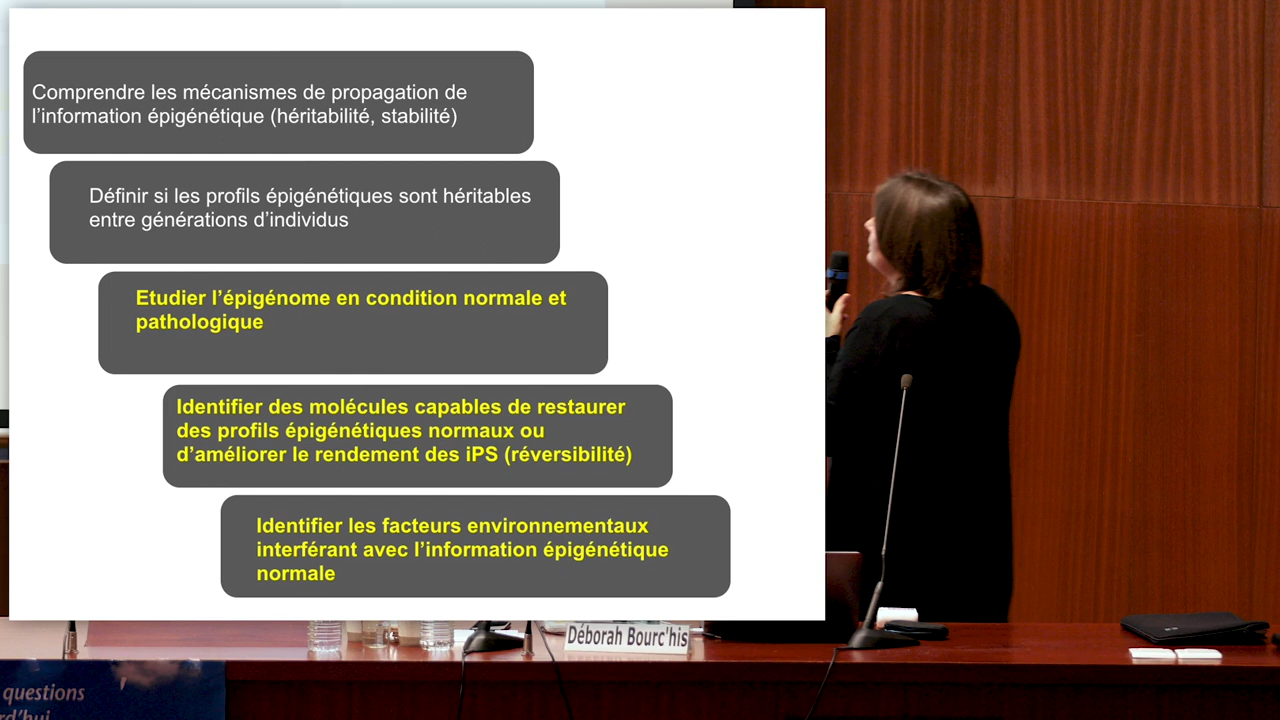 Comprendre les mécanismes de propagation de
l’information épigénétique (héritabilité, stabilité)
Définir si les profils épigénétiques sont héritables
entre générations d’individus
Etudier l’épigénome en condition normale et
pathologique
Identifier des molécules capables de restaurer
des profils épigénétiques normaux ou
d’améliorer le rendement des iPS (réversibilité)
Identifier les facteurs environnementaux
interférant avec l’information épigénétique
normale
Déborah Bourc'his
questions
rd’hui